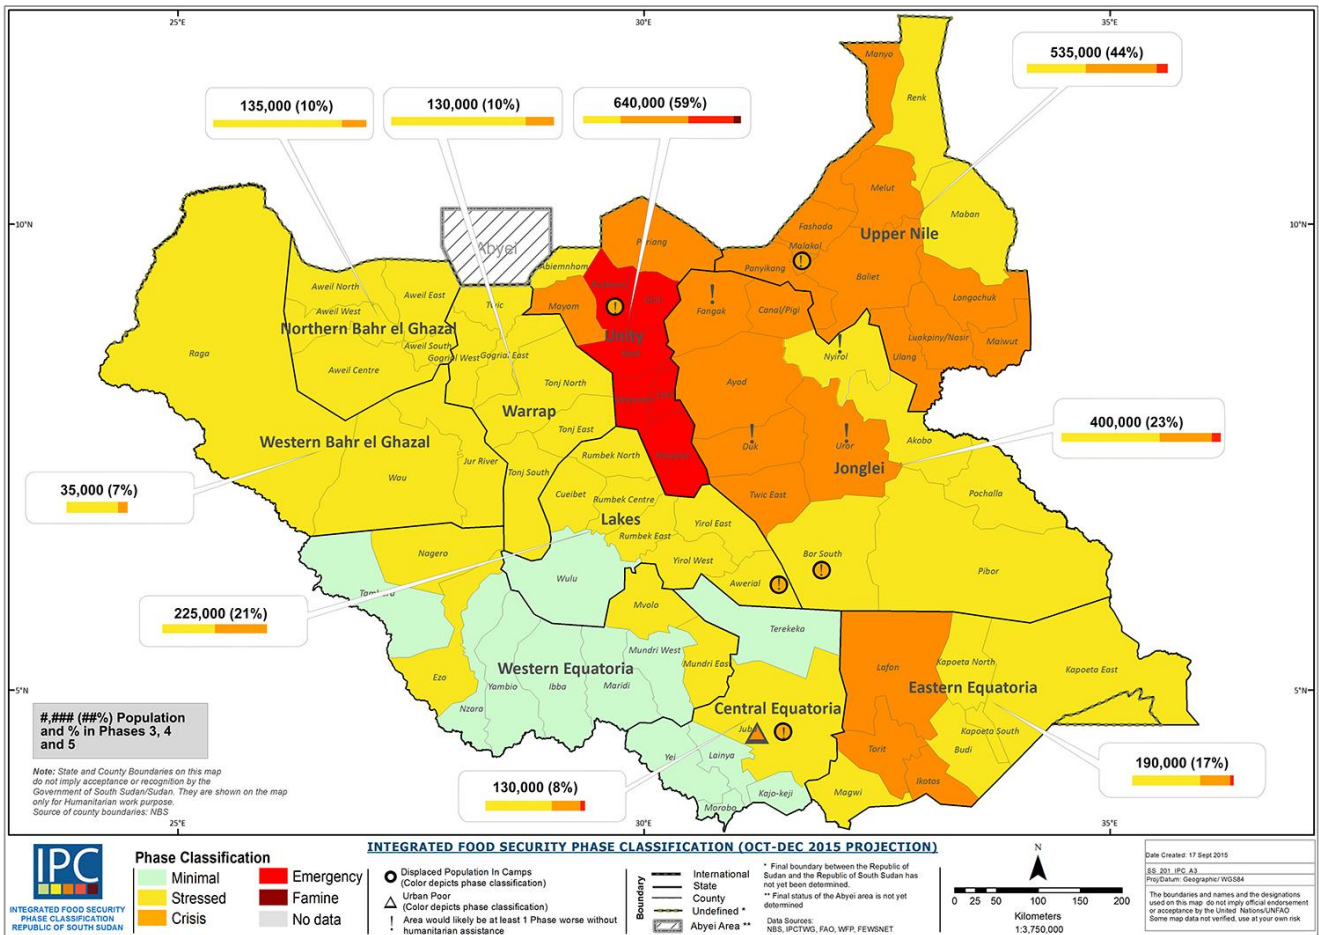 25°E
30°E
35°E
535,000 (44%)
135,000 (10%)
130,000 (10%)
640,000 (59%)
Manyo
Renk
10°N
10°N
Melut
Maban
Fashoda
Upper Nile
Malakal
Abyei
Pariang
Abiemnhom
Panyikang
Baliet
Aweil North
Aweil East
Twic
Mayom
Fangak
Canal/Pigi
Longochuk
Aweil West
Northern Bahr el Ghazal
Unity
Luakpiny/Nasir
Maiwut
Raga
Aweil South
Gogrial West
Gogrial East
Nyirol
Ulang
Aweil Centre
Tonj North
Ayod
Warrap
400,000 (23%)
Tonj East
Western Bahr el Ghazal
Duk
Uror
Akobo
Rumbek North
Jur River
Tonj South
Jonglei
Wau
35,000 (7%)
Cueibet
Rumbek Centre
Twic East
Pochalla
Lakes
Yirol East
Rumbek East
Nagero
Bor South
Yirol West
Pibor
Wulu
Awerial
Tambura
225,000 (21%)
Mvolo
Terekeka
Mundri West
Western Equatoria
Mundri East
Lafon
Kapoeta North
Kapoeta East
Ezo
Yambio
Ibba
Maridi
Eastern Equatoria
5°N
5°N
Nzara
Central Equatoria
Juba
Kapoeta South
Budi
Torit
Yei
Lainya
190,000 (17%)
Ikotos
130,000 (8%)
Kajo-keji
Magwi
Morobo
#,### (##%) Population
and % in Phases 3, 4
and 5
Note: State and County Boundaries on this map
do not imply acceptance or recognition by the
Government of South Sudan/Sudan. They are shown on the map
only for Humanitarian work purpose.
Source of county boundaries: NBS
25°E
30°E
35°E
IPC
INTEGRATED FOOD SECURITY
PHASE CLASSIFICATION
REPUBLIC OF SOUTH SUDAN
Phase Classification
Minimal
Stressed
Crisis
Emergency
Famine
No data
INTEGRATED FOOD SECURITY PHASE CLASSIFICATION (OCT-DEC 2015 PROJECTION)
Displaced Population In Camps
(Color depicts phase classification)
Urban Poor
(Color depicts phase classification)
! Area would likely be at least 1 Phase worse without
humanitarian assistance
Boundary
International
State
County
Undefined *
Abyei Area **
* Final boundary between the Republic of
Sudan and the Republic of South Sudan has
not yet been determined.
** Final status of the Abyei area is not yet
determined
Data Sources:
NBS, IPCTWG, FAO, WFP, FEWSNET
N
0 25 50 100 150 200
Kilometers
1:3,750,000
Date Created: 17 Sept 2015
SS_201_IPC_A3
Proj/Datum: Geographic/ WGS84
The boundaries and names and the designations
used on this map do not imply official endorsement
or acceptance by the United Nations/UNFAO
Some map data not verified, use at your own risk